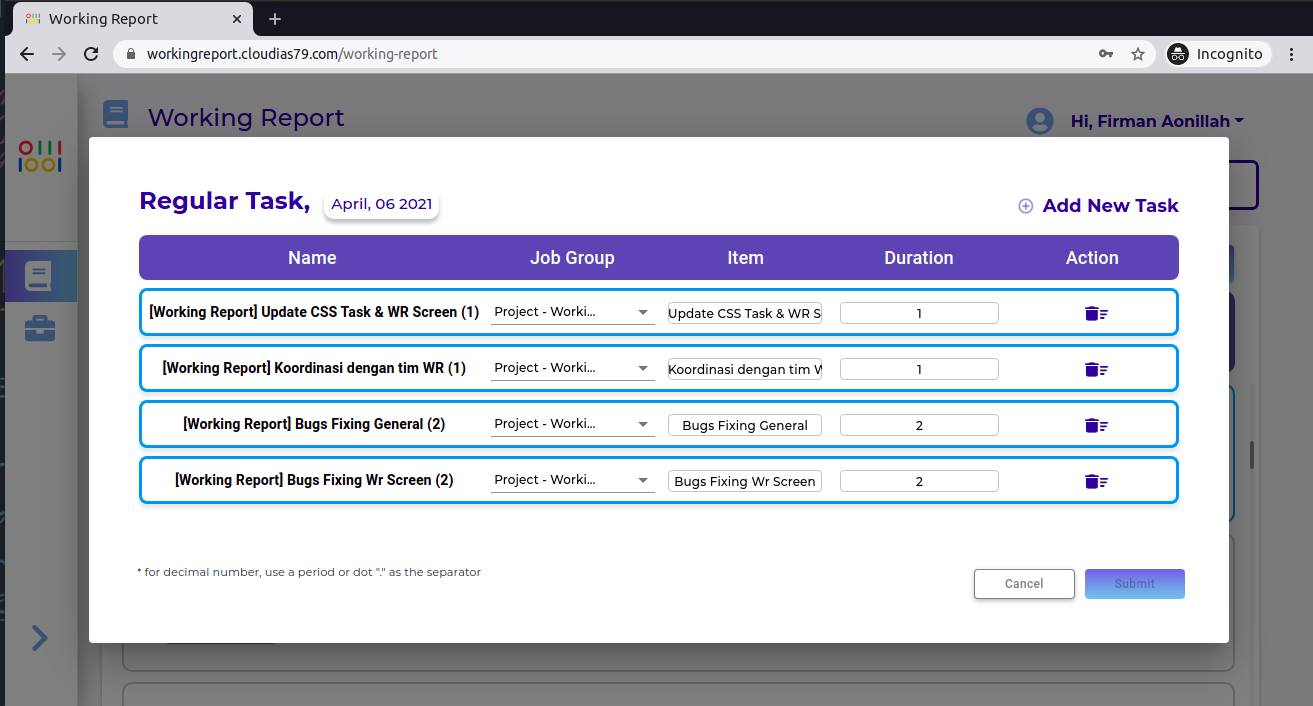 Working Report
workingreport.cloudias79.com/working-report
Incognito
Working Report
Hi, Firman Aonillah
Regular Task,
April, 06 2021
Add New Task
Name Job Group Item Duration Action
[Working Report] Update CSS Task & WR Screen (1) Project - Worki... Update CSS Task & WR S 1
[Working Report] Koordinasi dengan tim WR (1) Project - Worki... Koordinasi dengan tim W 1
[Working Report] Bugs Fixing General (2) Project - Worki... Bugs Fixing General 2
[Working Report] Bugs Fixing Wr Screen (2) Project - Worki... Bugs Fixing Wr Screen 2
* for decimal number, use a period or dot "." as the separator
Cancel
Submit